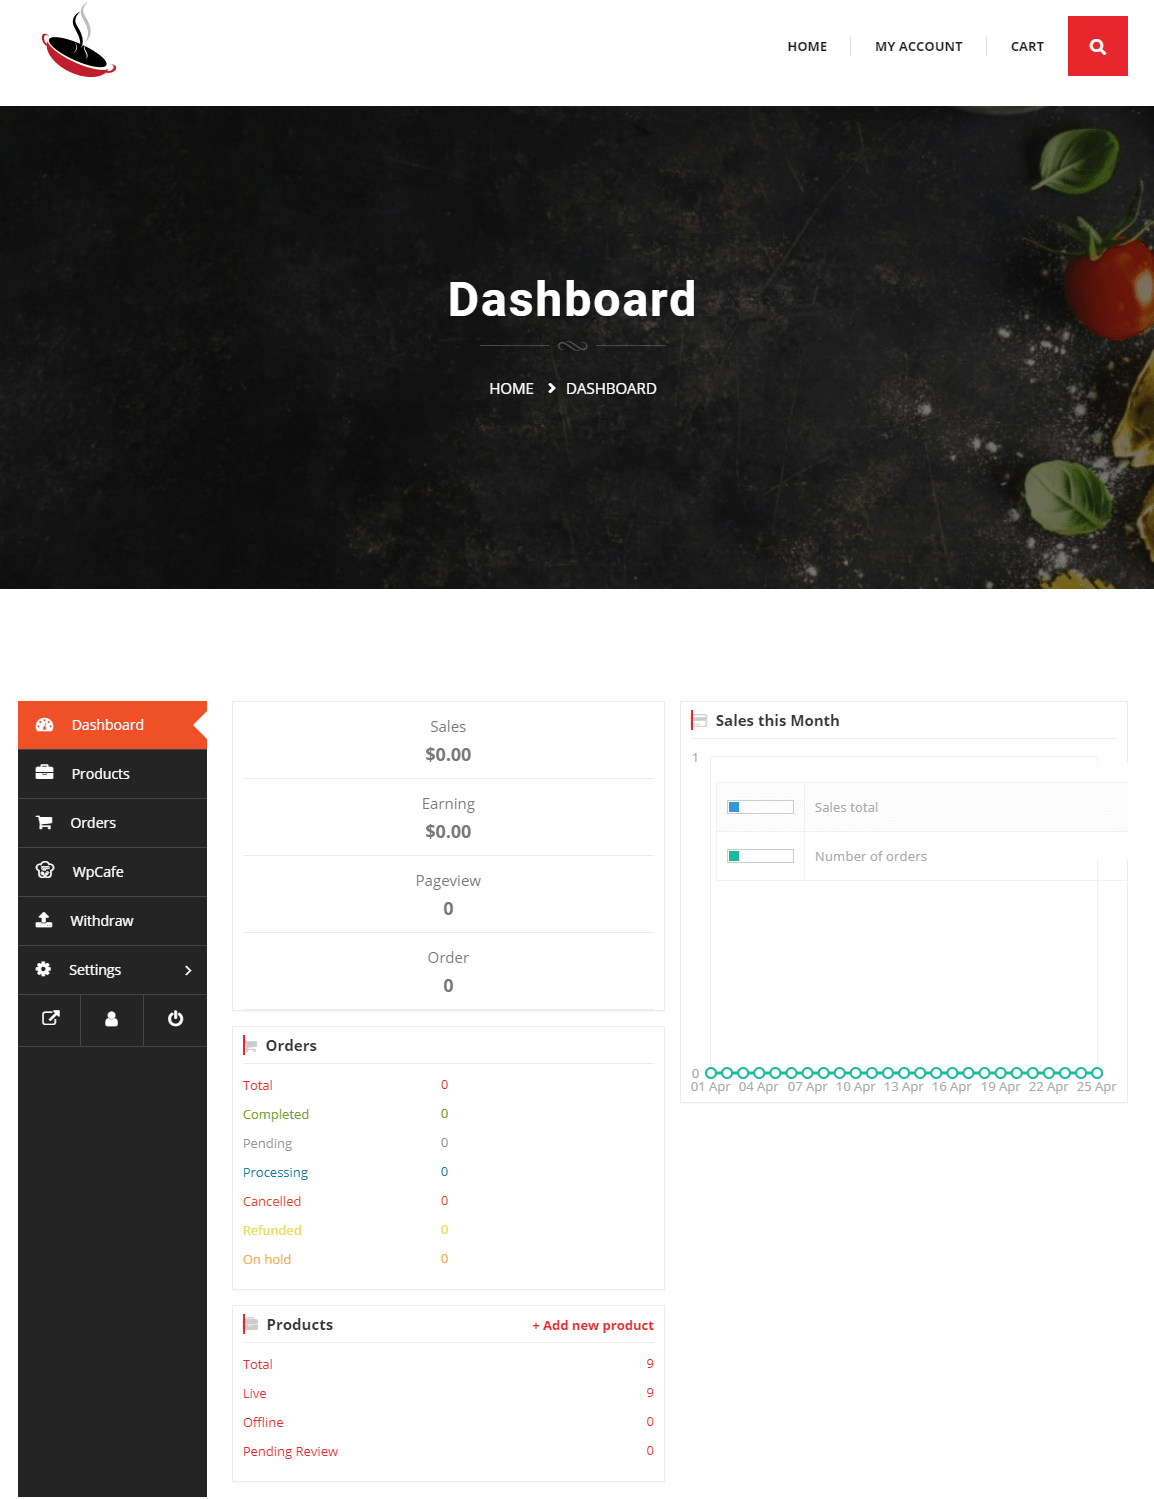 HOME
MY ACCOUNT
CART
Dashboard
HOME
DASHBOARD
Dashboard
Products
Orders
WpCafe
Withdraw
Settings
Sales
$0.00
Earning
$0.00
Pageview
0
Order
0
Orders
Total 0
Completed 0
Pending 0
Processing 0
Cancelled 0
Refunded 0
On hold 0
Products + Add new product
Total 9
Live 9
Offline 0
Pending Review 0
Sales this Month
1
Sales total
Number of orders
0
01 Apr 04 Apr 07 Apr 10 Apr 13 Apr 16 Apr 19 Apr 22 Apr 25 Apr